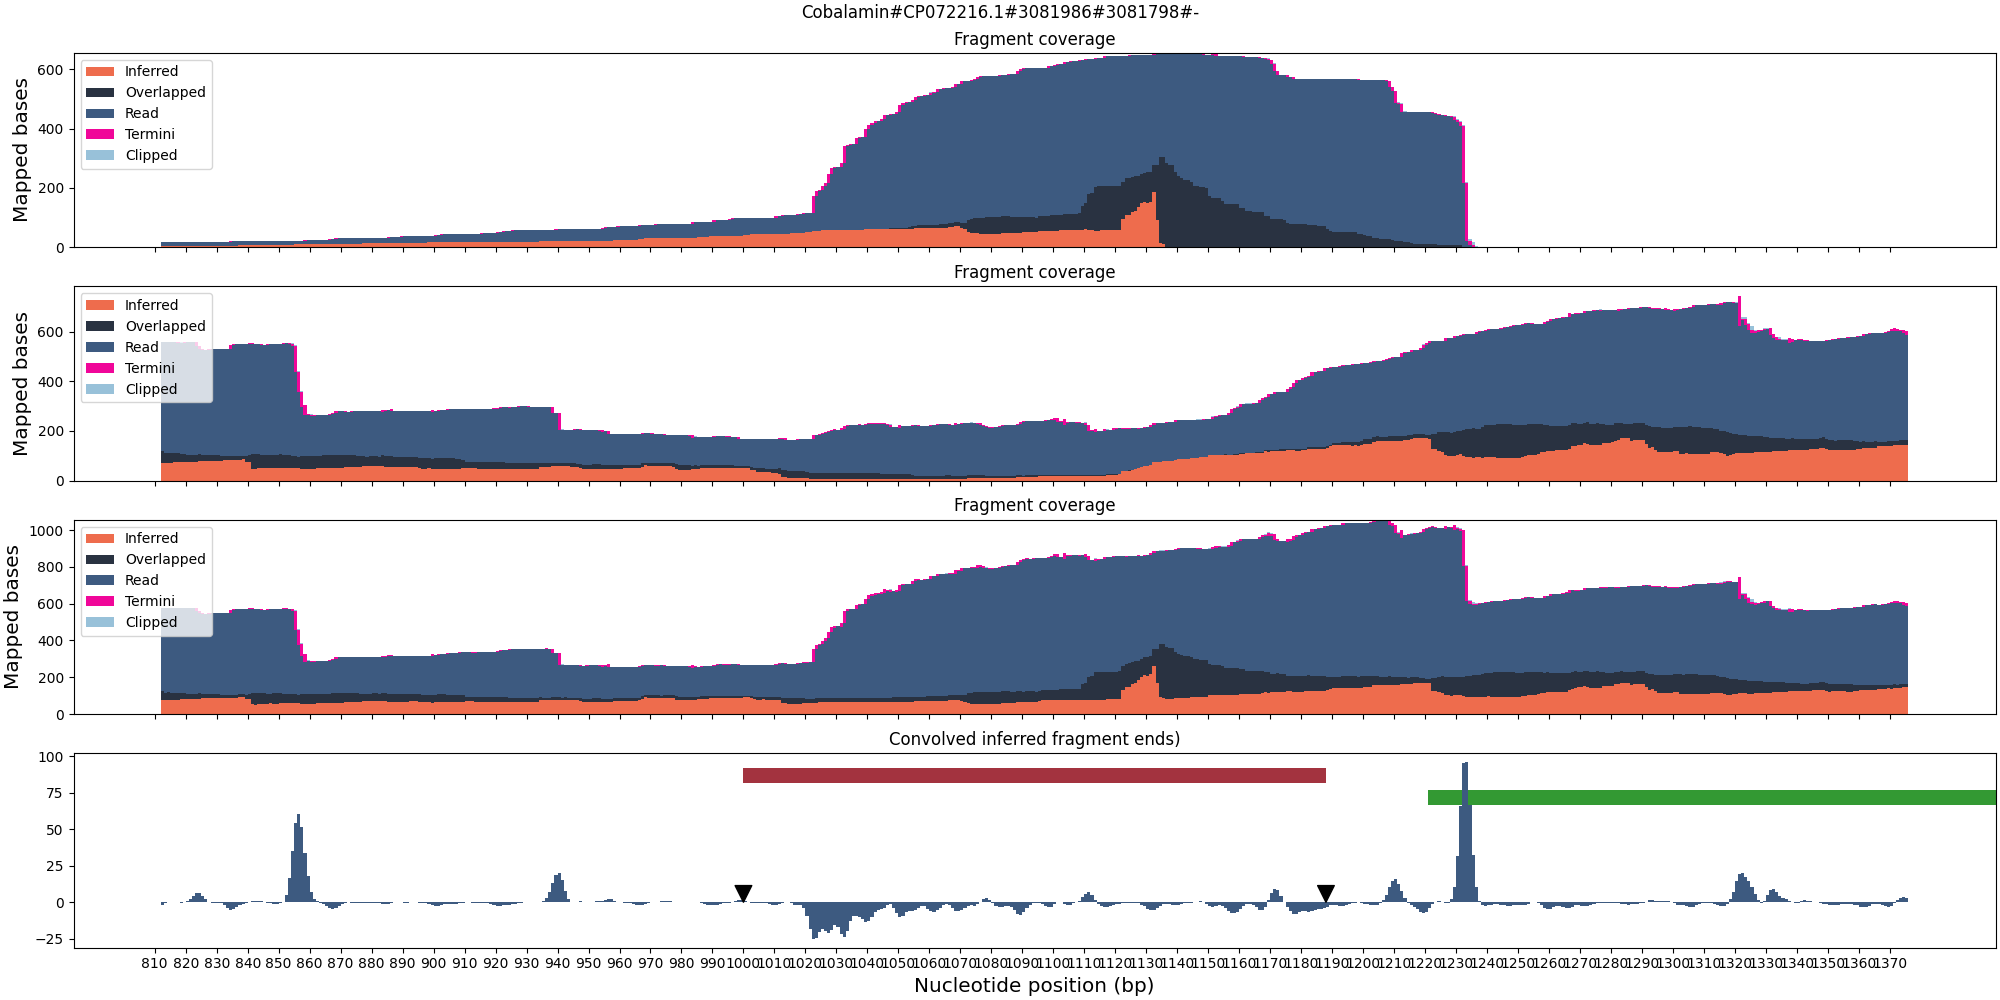 Cobalamin#CP072216.1#3081986#3081798#-
Fragment coverage
Mapped bases
600
400
200
0
Inferred
Overlapped
Read
Termini
Clipped
Fragment coverage
Mapped bases
600
400
200
0
Inferred
Overlapped
Read
Termini
Clipped
Fragment coverage
Mapped bases
1000
800
600
400
200
0
Inferred
Overlapped
Read
Termini
Clipped
Convolved inferred fragment ends)
100
75
50
25
0
−25
810 820 830 840 850 860 870 880 890 900 910 920 930 940 950 960 970 980 990 1000 1010 1020 1030 1040 1050 1060 1070 1080 1090 1100 1110 1120 1130 1140 1150 1160 1170 1180 1190 1200 1210 1220 1230 1240 1250 1260 1270 1280 1290 1300 1310 1320 1330 1340 1350 1360 1370
Nucleotide position (bp)